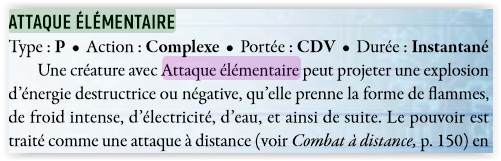 ATTAQUE ÉLÉMENTAIRE
Type : P • Action : Complexe • Portée : CDV • Durée : Instantané
Une créature avec Attaque élémentaire peut projeter une explosion
d’énergie destructrice ou négative, qu’elle prenne la forme de flammes,
de froid intense, d’électricité, d’eau, et ainsi de suite. Le pouvoir est
traité comme une attaque à distance (voir Combat à distance, p. 150) en